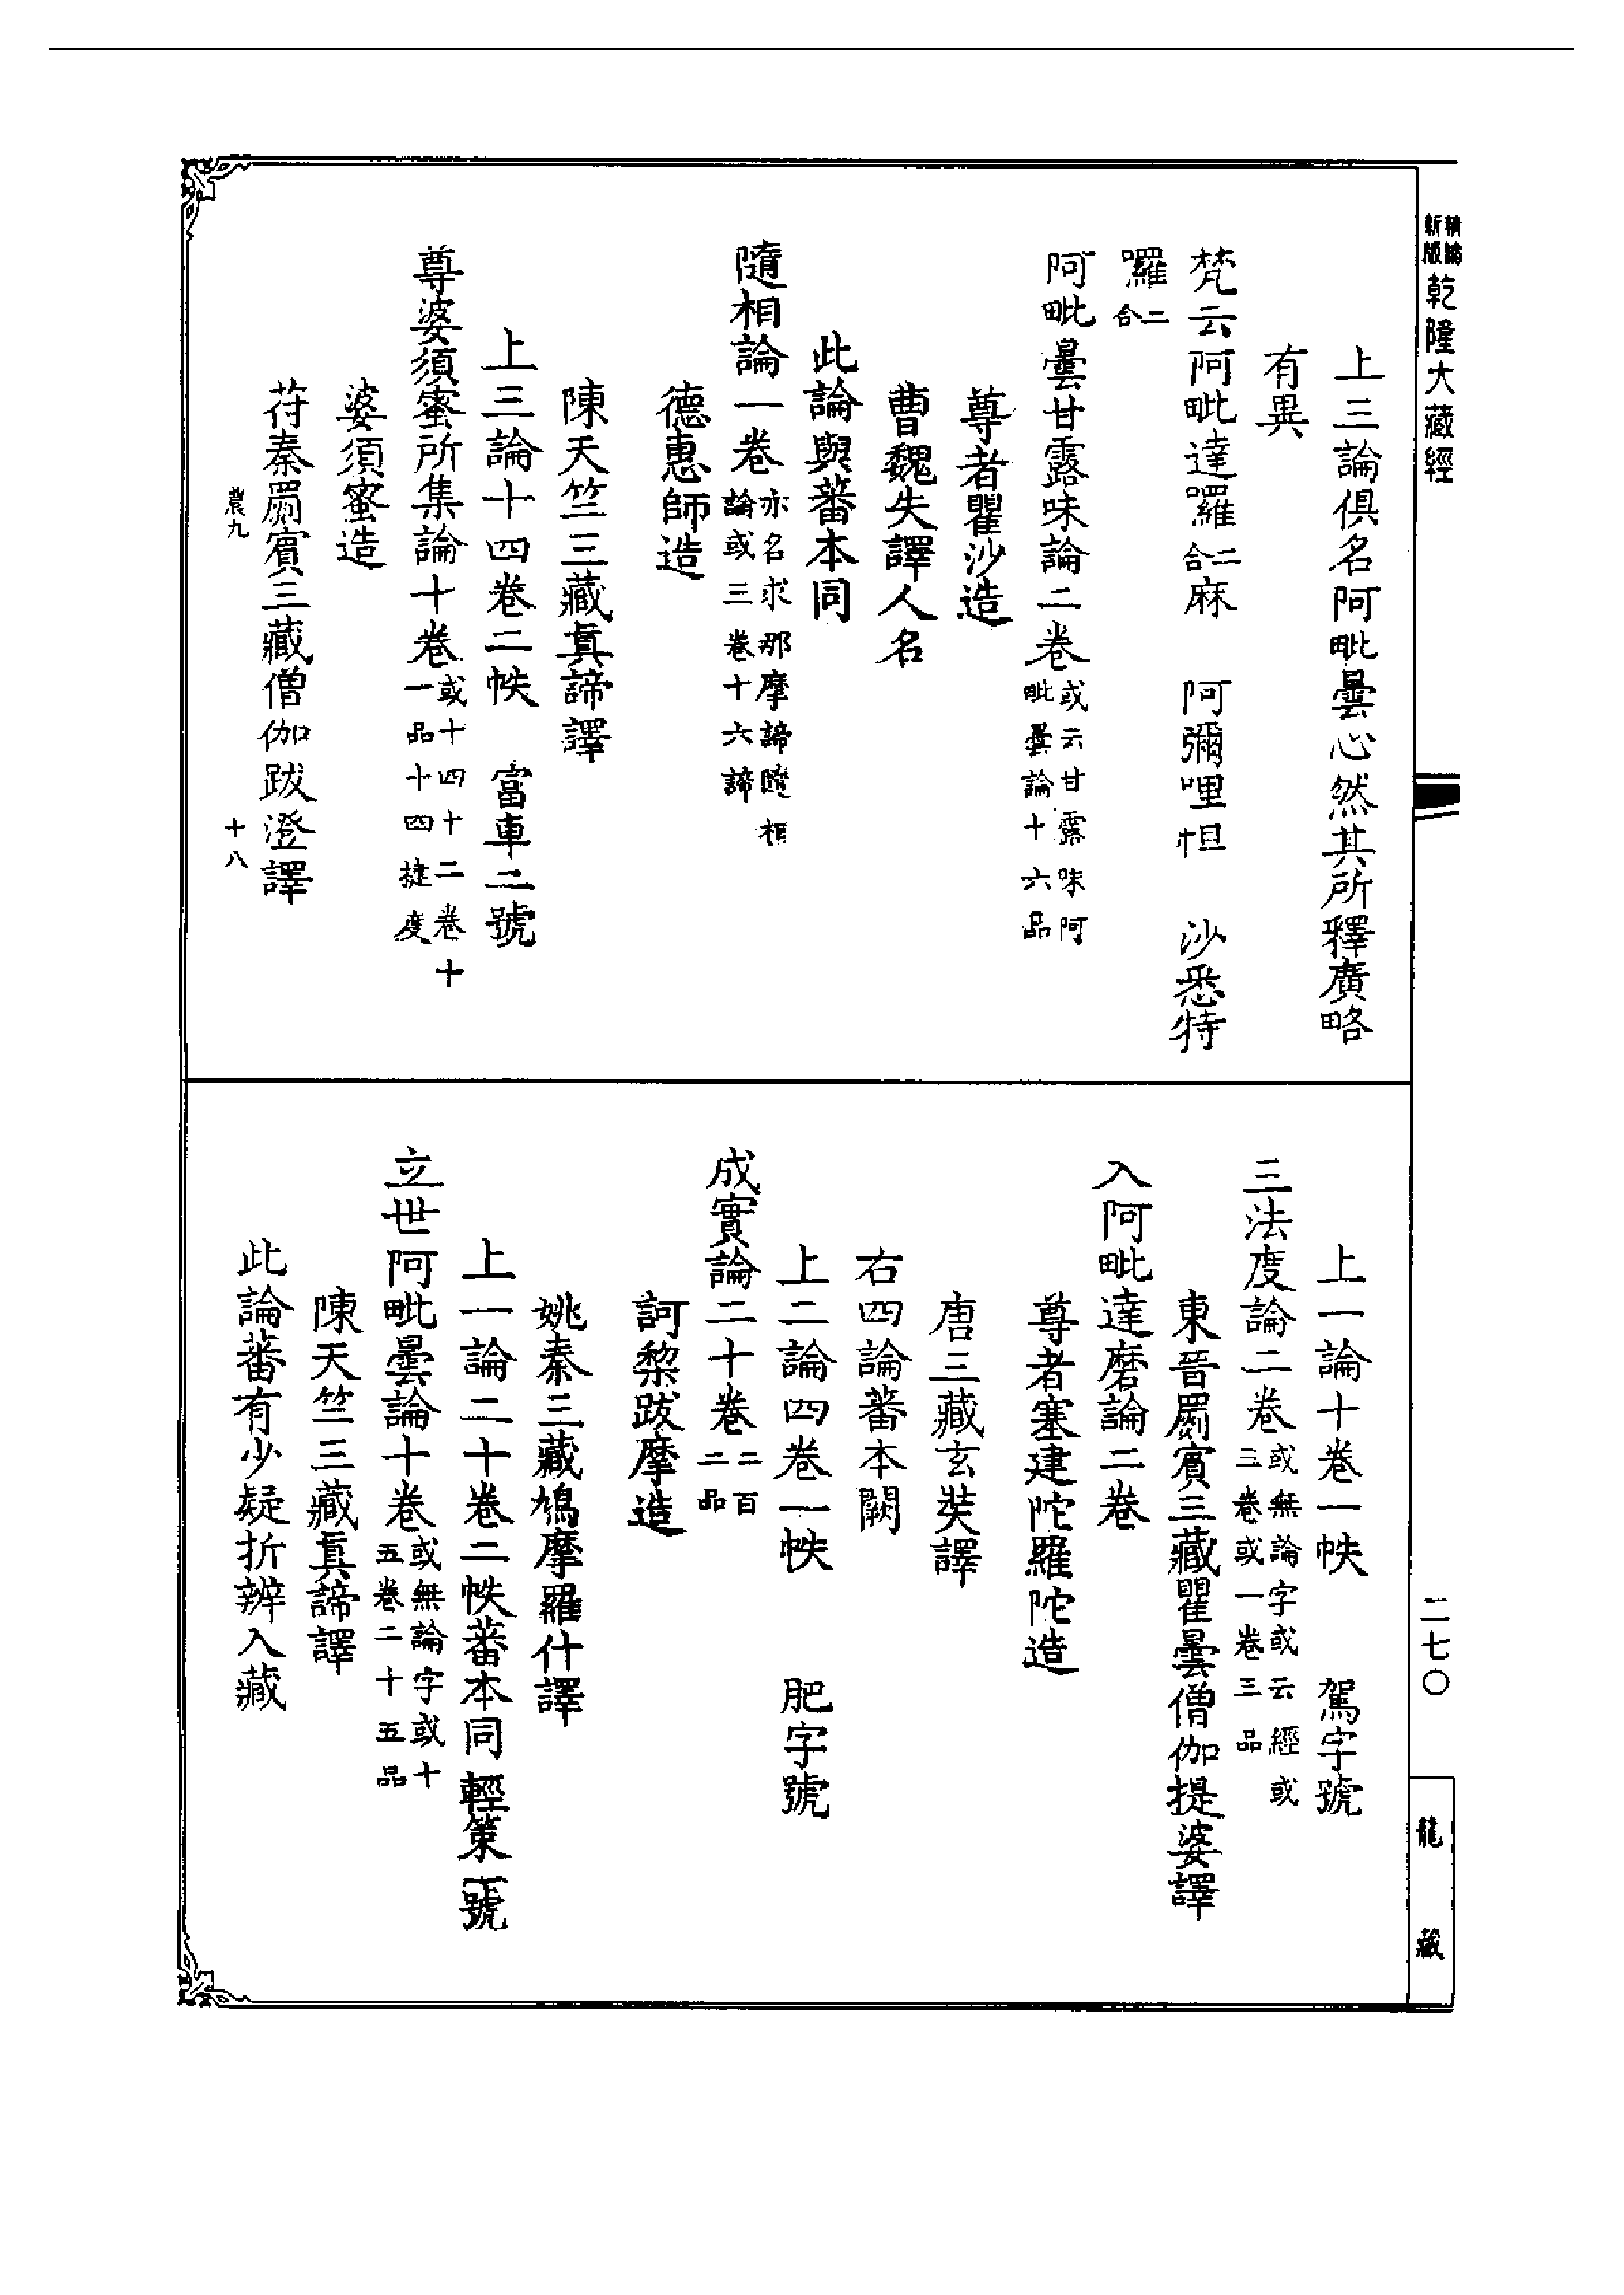 新版精編乾隆大藏經
二七〇
龍藏
上三論俱名阿毗曇心然其所釋廣略
有異
梵云阿毗達囉二合麻 阿彌哩怛 沙悉特
囉二合
阿毗曇甘露味論二卷或云甘露味阿毗曇論十六品
尊者瞿沙造
曹魏失譯人名
此論與蕃本同
隨相論一卷亦名求那摩諦隨相論或三卷十六諦
德惠師造
陳天竺三藏真諦譯
上三論十四卷二帙 富車二號
尊婆須蜜所集論十卷或十四十二卷十一品十四揵度
婆須蜜造
苻秦罽賓三藏僧伽跋澄譯
農九 十八
上一論十卷一帙 駕字號
三法度論二卷或無論字或云經或三卷或一卷三品
東晉罽賓三藏瞿曇僧伽提婆譯
入阿毗達磨論二卷
尊者塞建陀羅陀造
唐三藏玄奘譯
右四論蕃本闕
上二論四卷一帙 肥字號
成實論二十卷二百二品
訶黎跋摩造
姚秦三藏鳩摩羅什譯
上一論二十卷二帙蕃本同 輕策二號
立世阿毗曇論十卷或無論字或十五卷二十五品
陳天竺三藏真諦譯
此論蕃有少疑折辨入藏